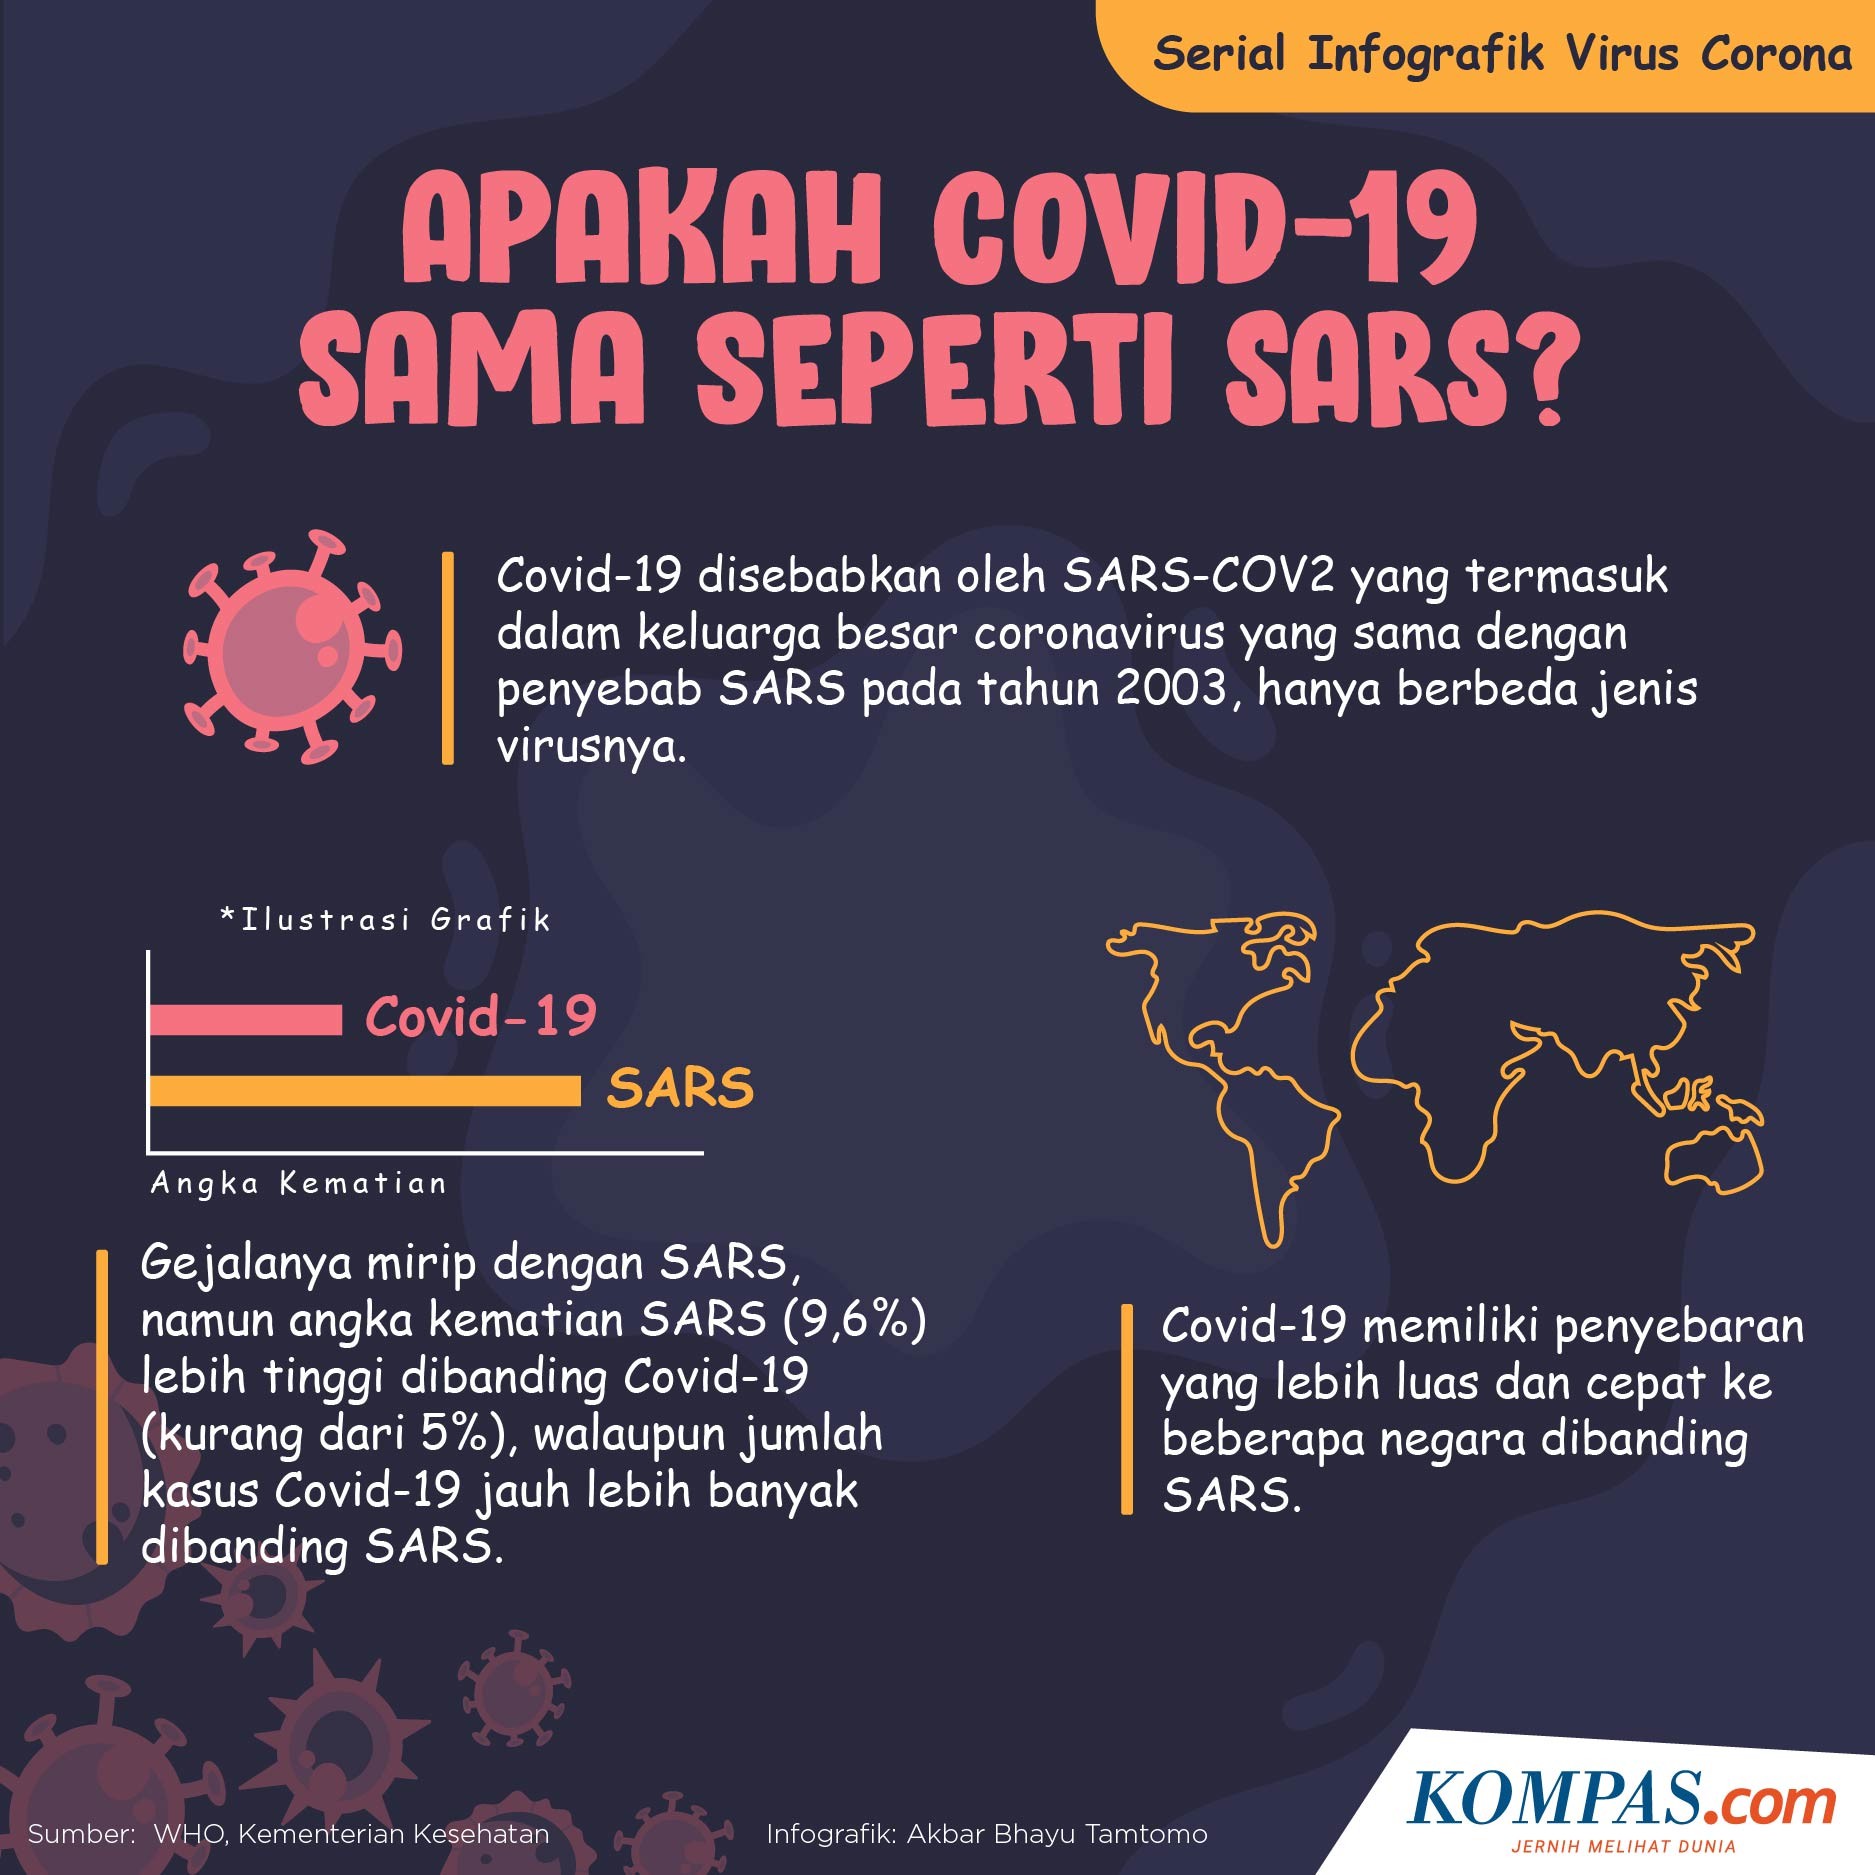 Serial Infografik Virus Corona
APAKAH COVID-19
SAMA SEPERTI SARS?
Covid-19 disebabkan oleh SARS-COV2 yang termasuk
dalam keluarga besar coronavirus yang sama dengan
penyebab SARS pada tahun 2003, hanya berbeda jenis
virusnya.
*Ilustrasi Grafik
Covid-19
SARS
Angka Kematian
Gejalanya mirip dengan SARS,
namun angka kematian SARS (9,6%)
lebih tinggi dibanding Covid-19
(kurang dari 5%), walaupun jumlah
kasus Covid-19 jauh lebih banyak
dibanding SARS.
Covid-19 memiliki penyebaran
yang lebih luas dan cepat ke
beberapa negara dibanding
SARS.
Sumber: WHO, Kementerian Kesehatan
Infografik: Akbar Bhayu Tamtomo
KOMPAS.com
JERNIH MELIHAT DUNIA